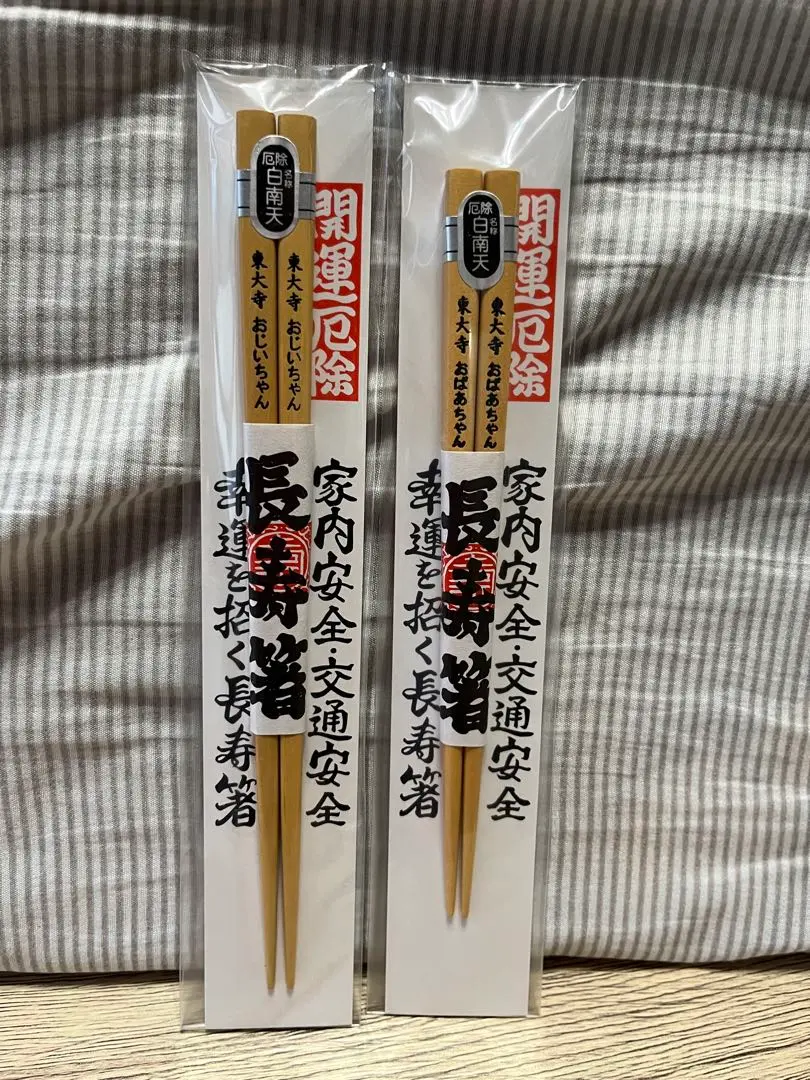 厄除
名称
白南天
東大寺 おじいちゃん
東大寺 おじいちゃん
開運厄除
長寿箸
家内安全・交通安全
幸運を招く長寿箸
厄除
名称
白南天
東大寺 おばあちゃん
東大寺 おばあちゃん
開運厄除
長寿箸
家内安全・交通安全
幸運を招く長寿箸